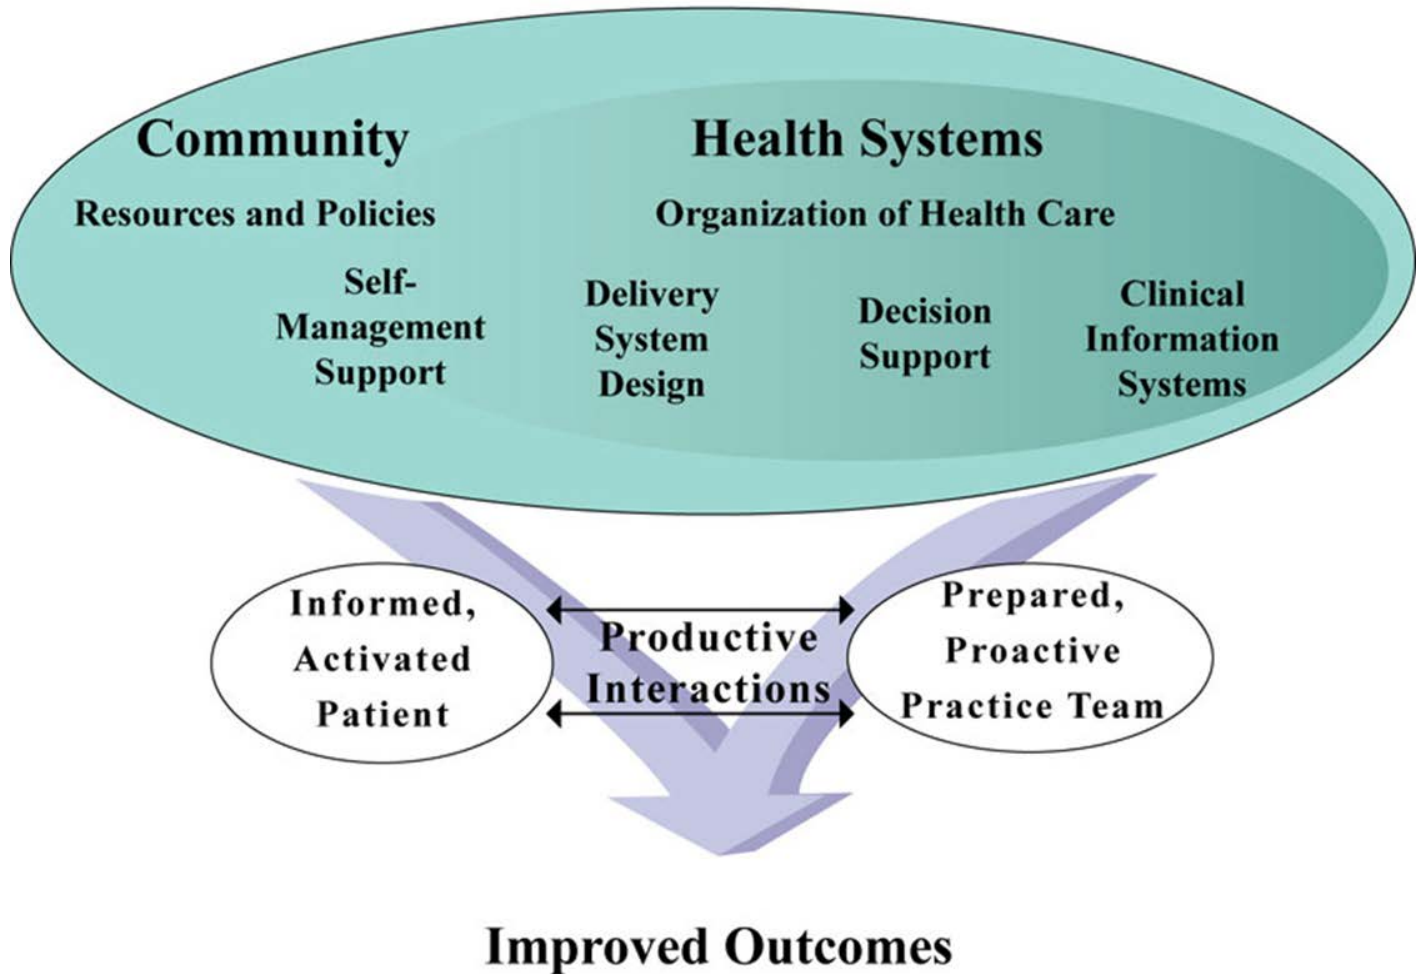 Community
Health Systems
Resources and Policies
Organization of Health Care
Self-
Management
Support
Delivery
System
Design
Decision
Support
Clinical
Information
Systems
Informed,
Activated
Patient
Productive
Interactions
Prepared,
Proactive
Practice Team
Improved Outcomes